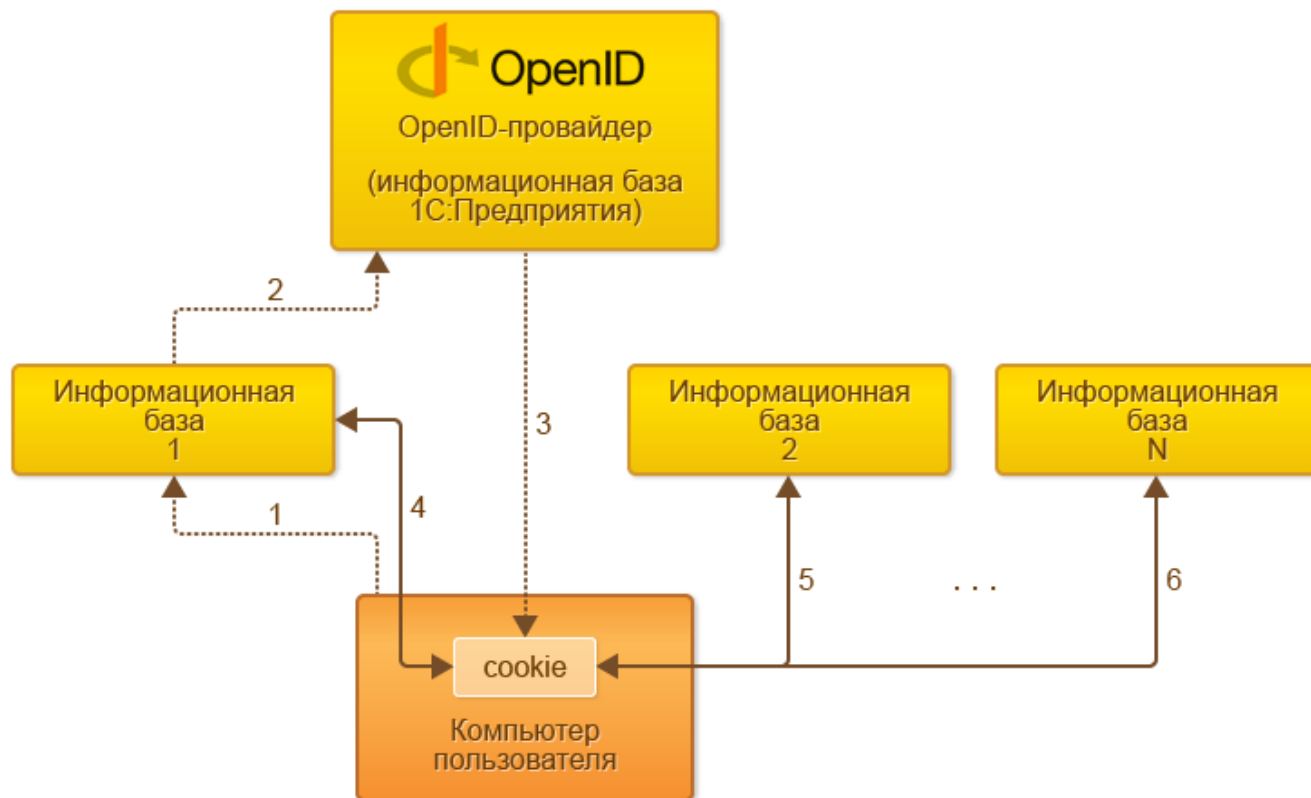 OpenID
OpenID-провайдер
(информационная база
1С:Предприятия)
2
Информационная
база
1
3
Информационная
база
2
Информационная
база
N
1
4
5
. . .
6
cookie
Компьютер
пользователя